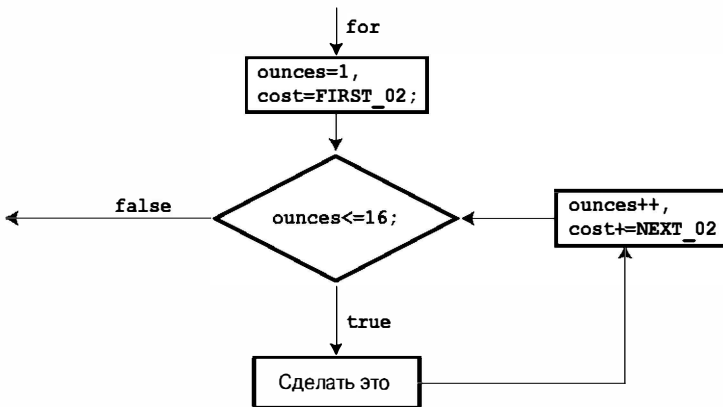 for
ounces=1,
cost=FIRST_02;
false
ounces<=16;
ounces++,
cost+=NEXT_02
true
Сделать это